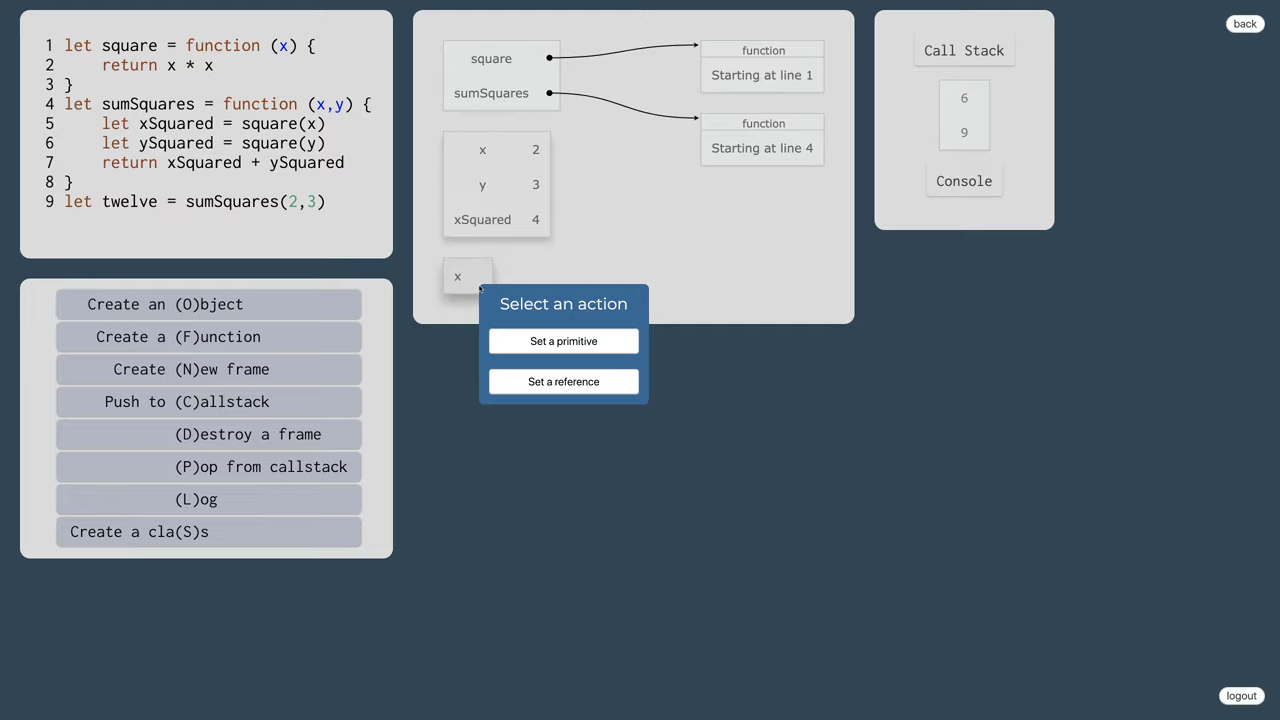 1 let square = function (x) {
2 return x * x
3 }
4 let sumSquares = function (x,y) {
5 let xSquared = square(x)
6 let ySquared = square(y)
7 return xSquared + ySquared
8 }
9 let twelve = sumSquares(2,3)
Create an (O)bject
Create a (F)unction
Create (N)ew frame
Push to (C)allstack
(D)estroy a frame
(P)op from callstack
(L)og
Create a cla(S)s
square
sumSquares
function
Starting at line 1
function
Starting at line 4
x 2
y 3
xSquared 4
x
Select an action
Set a primitive
Set a reference
Call Stack
6
9
Console
back
logout